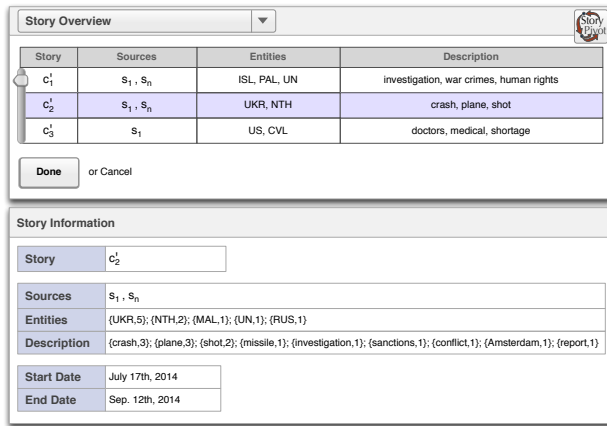 Story Overview
Story Pivot
Story Sources Entities Description
c'1 s1 , sn ISL, PAL, UN investigation, war crimes, human rights
c'2 s1 , sn UKR, NTH crash, plane, shot
c'3 s1 US, CVL doctors, medical, shortage
Done or Cancel
Story Information
Story c'2
Sources s1 , sn
Entities {UKR,5}; {NTH,2}; {MAL,1}; {UN,1}; {RUS,1}
Description {crash,3}; {plane,3}; {shot,2}; {missile,1}; {investigation,1}; {sanctions,1}; {conflict,1}; {Amsterdam,1}; {report,1}
Start Date July 17th, 2014
End Date Sep. 12th, 2014